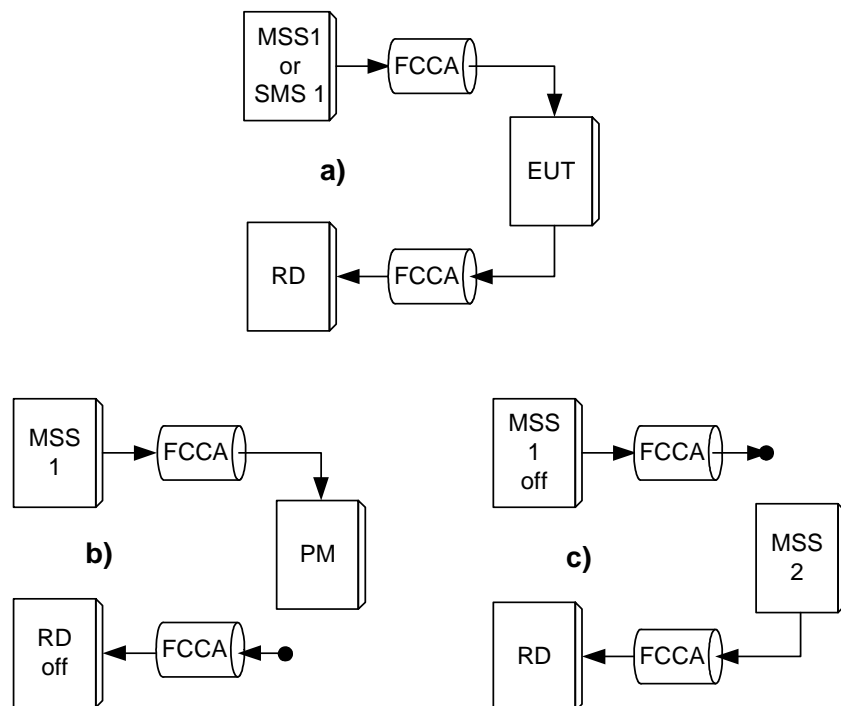 MSS1
or
SMS 1
FCCA
EUT
a)
RD
FCCA
MSS
1
FCCA
PM
b)
RD
off
FCCA
MSS
1
off
FCCA
MSS
2
c)
RD
FCCA